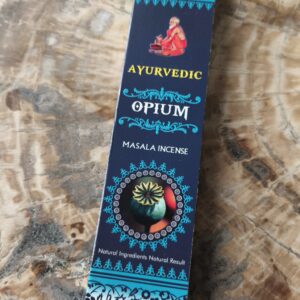 AYURVEDIC
OPIUM
MASALA INCENSE
Natural Ingredients Natural Result